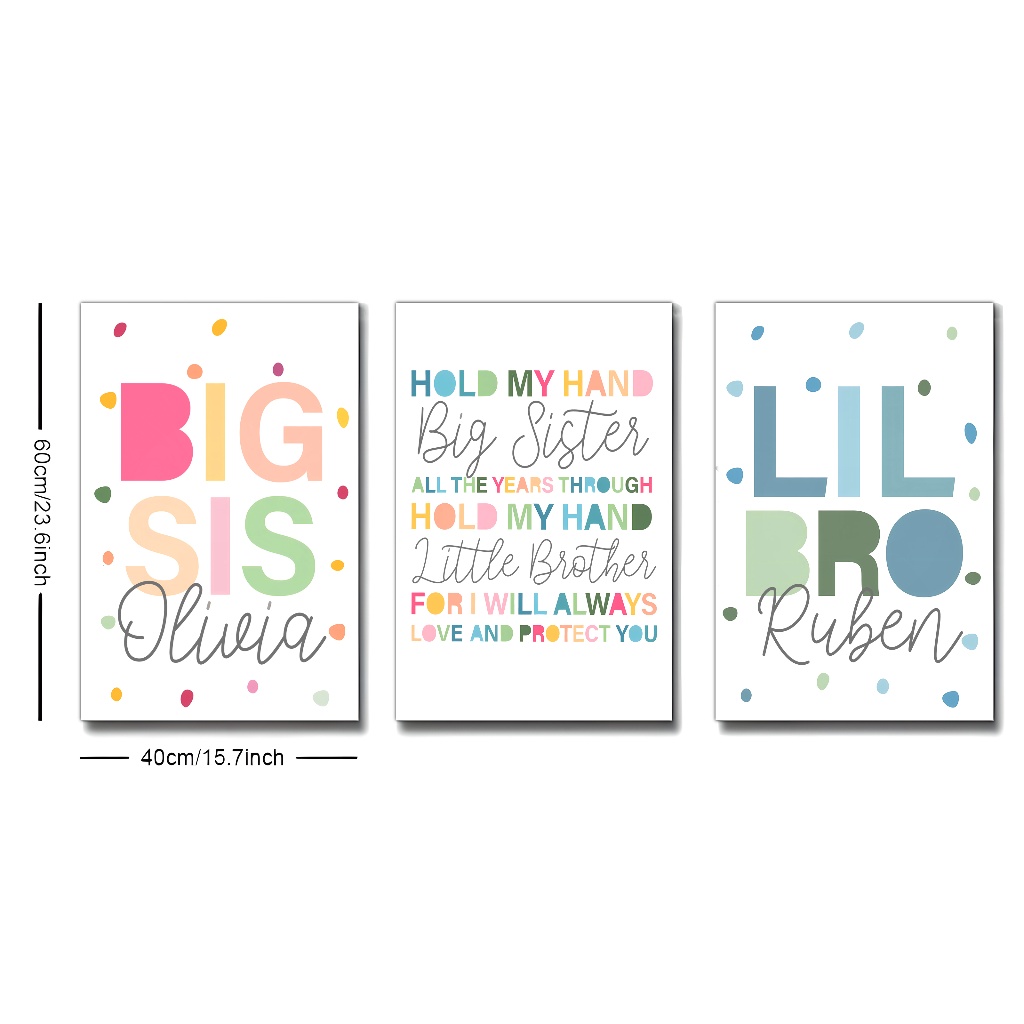 60cm/23.6inch
BIG
SIS
Olivia
HOLD MY HAND
Big Sister
ALL THE YEARS THROUGH
HOLD MY HAND
Little Brother
FOR I WILL ALWAYS
LOVE AND PROTECT YOU
LIL
BRO
Ruben
40cm/15.7inch